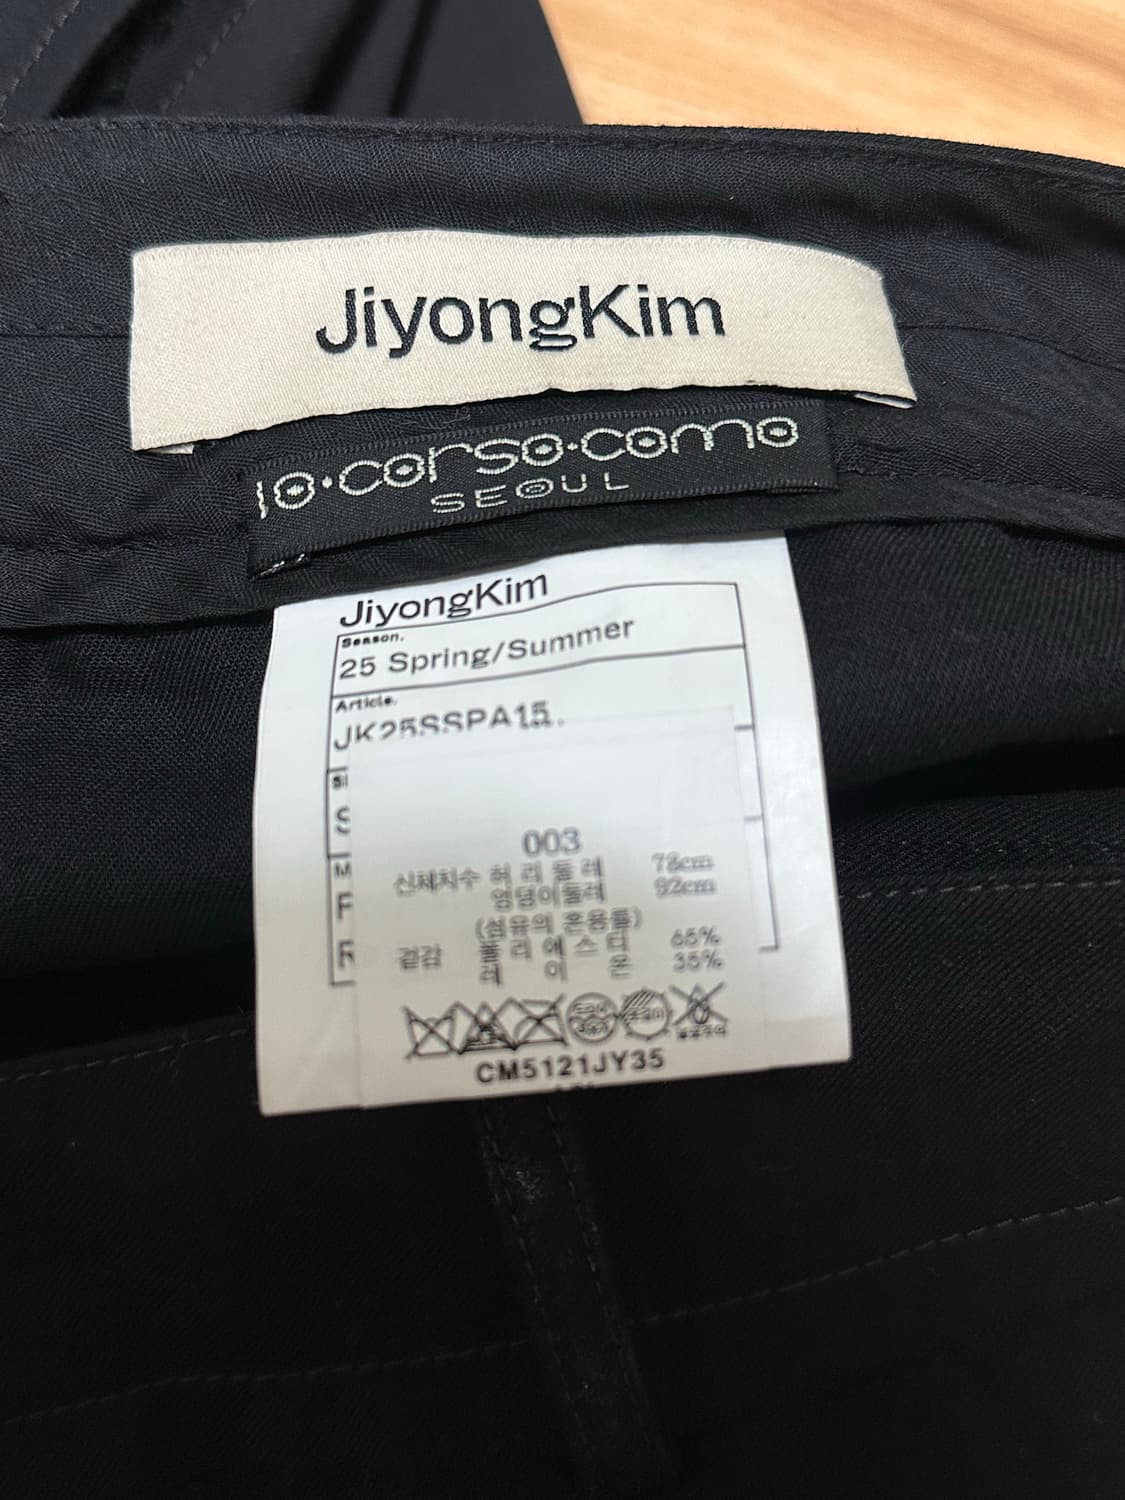 JiyongKim
10·corso·como
SEOUL
JiyongKim
Season.
25 Spring/Summer
Article.
JK25SSPA15.
S
M
F
003
신체치수 허 리 둘 레 78cm
엉덩이둘레 92cm
(섬유의 혼용률)
겉감 폴 리 에 스 터 65%
레 이 온 35%
CM5121JY35